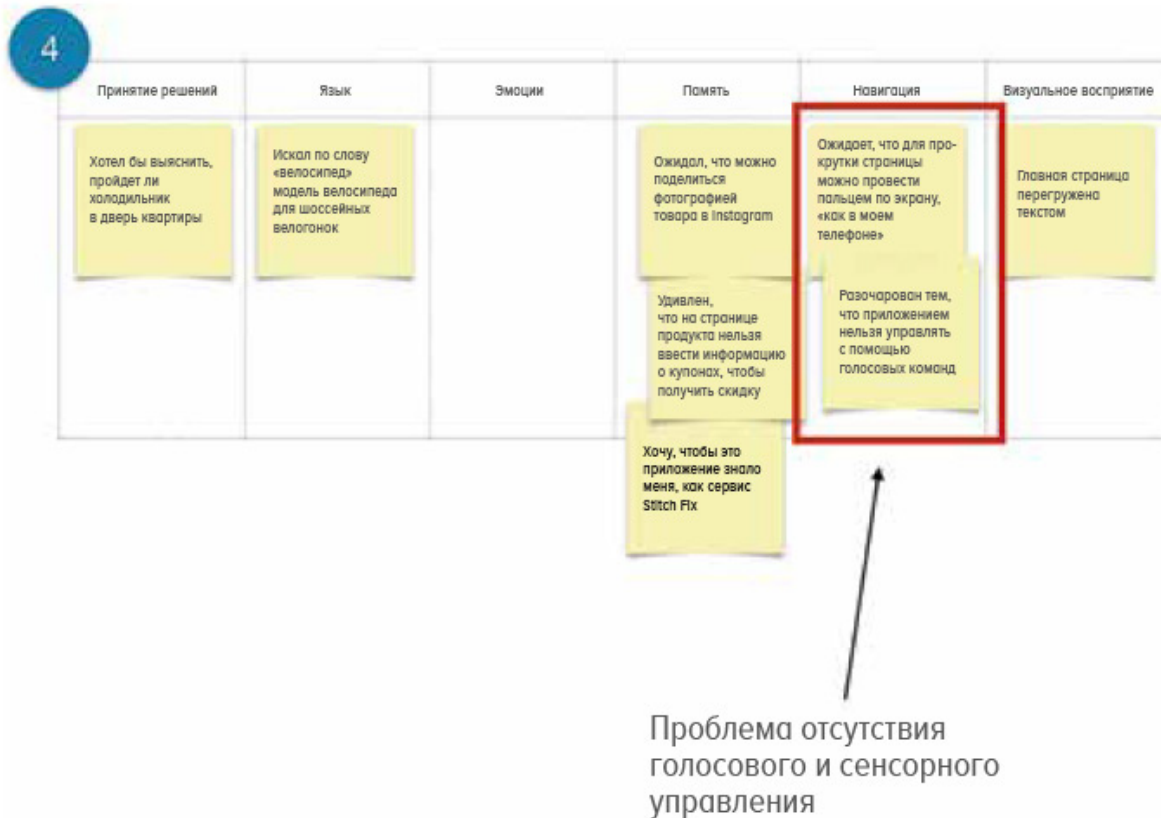 4
Принятие решений
Язык
Эмоции
Память
Навигация
Визуальное восприятие
Хотел бы выяснить,
пройдет ли
холодильник
в дверь квартиры
Искал по слову
«велосипед»
модель велосипеда
для шоссейных
велогонок
Ожидал, что можно
поделиться
фотографией
товара в Instagram
Удивлен,
что на странице
продукта нельзя
ввести информацию
о купонах, чтобы
получить скидку
Хочу, чтобы это
приложение знало
меня, как сервис
Stitch Fix
Ожидает, что для про-
крутки страницы
можно провести
пальцем по экрану,
«как в моем
телефоне»
Разочарован тем,
что приложением
нельзя управлять
с помощью
голосовых команд
Главная страница
перегружена
текстом
Проблема отсутствия
голосового и сенсорного
управления